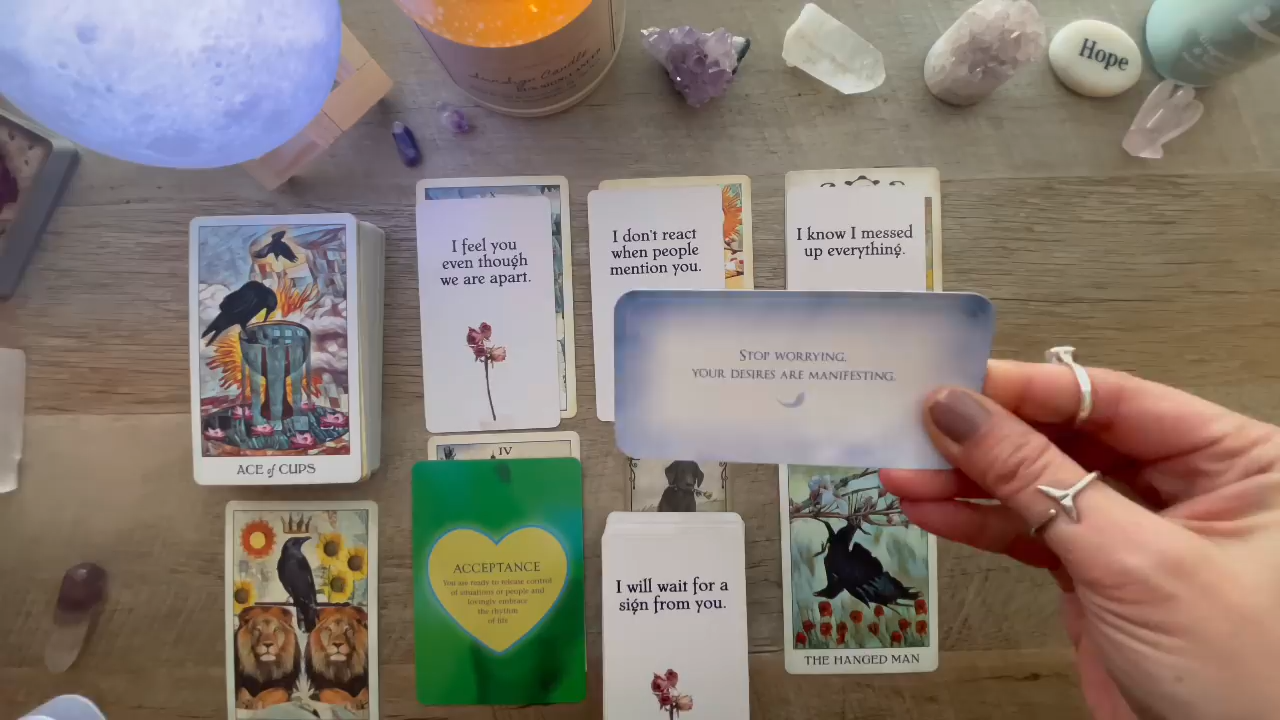 Hope
I feel you
even though
we are apart.
I don't react
when people
mention you.
I know I messed
up everything.
STOP WORRYING,
YOUR DESIRES ARE MANIFESTING.
ACE of CUPS
IV
ACCEPTANCE
You are ready to release control
of situations or people and
lovingly embrace
the rhythm
of life
I will wait for a
sign from you.
THE HANGED MAN